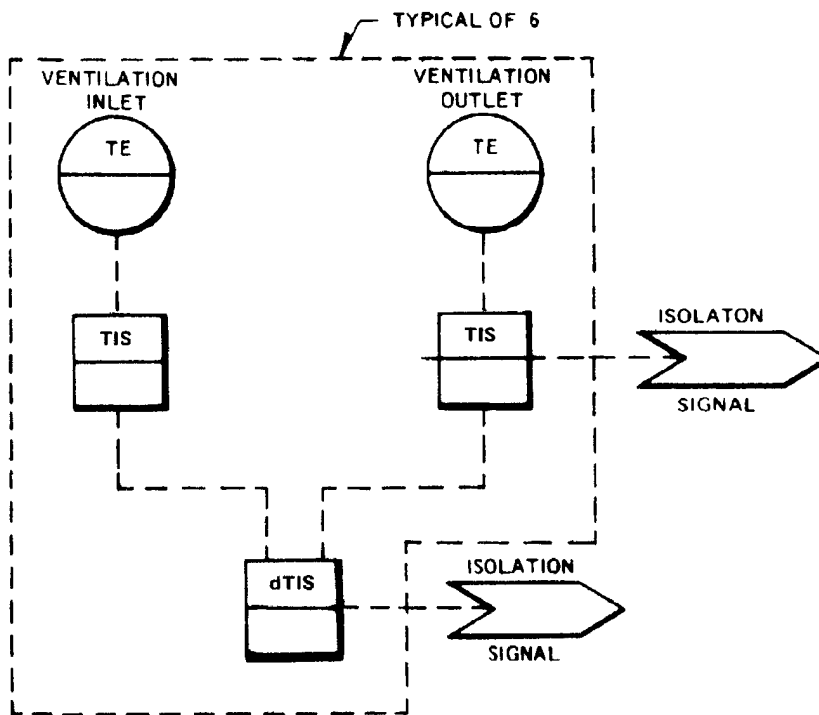 TYPICAL OF 6
VENTILATION
INLET
VENTILATION
OUTLET
TE
TE
TIS
TIS
ISOLATON
SIGNAL
dTIS
ISOLATION
SIGNAL